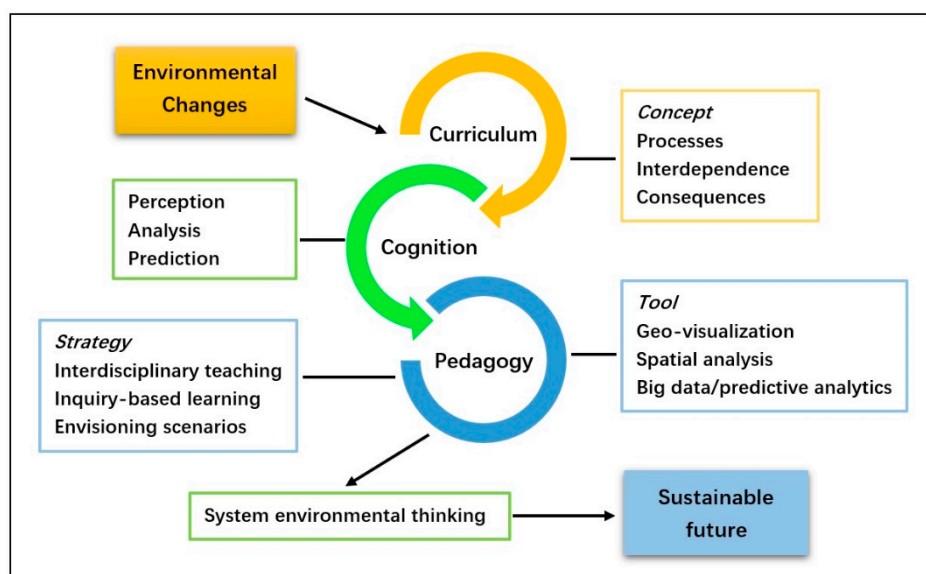 Environmental
Changes
Curriculum
Concept
Processes
Interdependence
Consequences
Perception
Analysis
Prediction
Cognition
Strategy
Interdisciplinary teaching
Inquiry-based learning
Envisioning scenarios
Pedagogy
Tool
Geo-visualization
Spatial analysis
Big data/predictive analytics
System environmental thinking
Sustainable
future